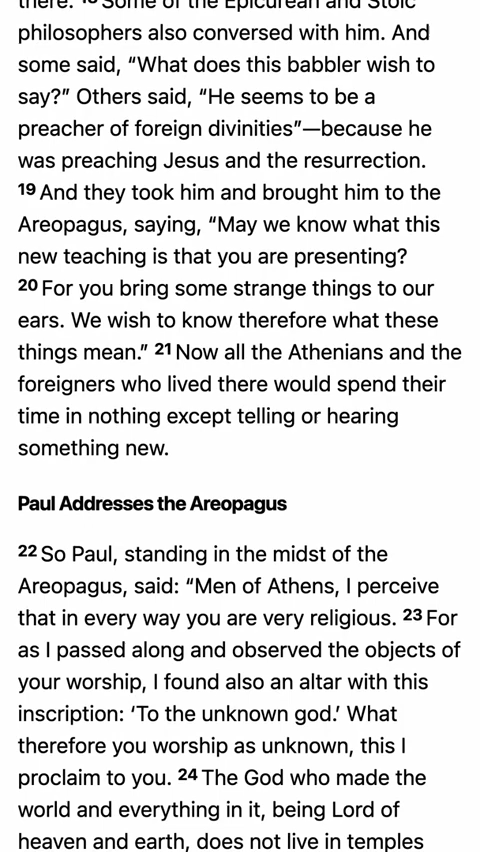 there. 18 Some of the Epicurean and Stoic
philosophers also conversed with him. And
some said, “What does this babbler wish to
say?” Others said, “He seems to be a
preacher of foreign divinities”—because he
was preaching Jesus and the resurrection.
19 And they took him and brought him to the
Areopagus, saying, “May we know what this
new teaching is that you are presenting?
20 For you bring some strange things to our
ears. We wish to know therefore what these
things mean.” 21 Now all the Athenians and the
foreigners who lived there would spend their
time in nothing except telling or hearing
something new.
Paul Addresses the Areopagus
22 So Paul, standing in the midst of the
Areopagus, said: “Men of Athens, I perceive
that in every way you are very religious. 23 For
as I passed along and observed the objects of
your worship, I found also an altar with this
inscription: ‘To the unknown god.’ What
therefore you worship as unknown, this I
proclaim to you. 24 The God who made the
world and everything in it, being Lord of
heaven and earth, does not live in temples